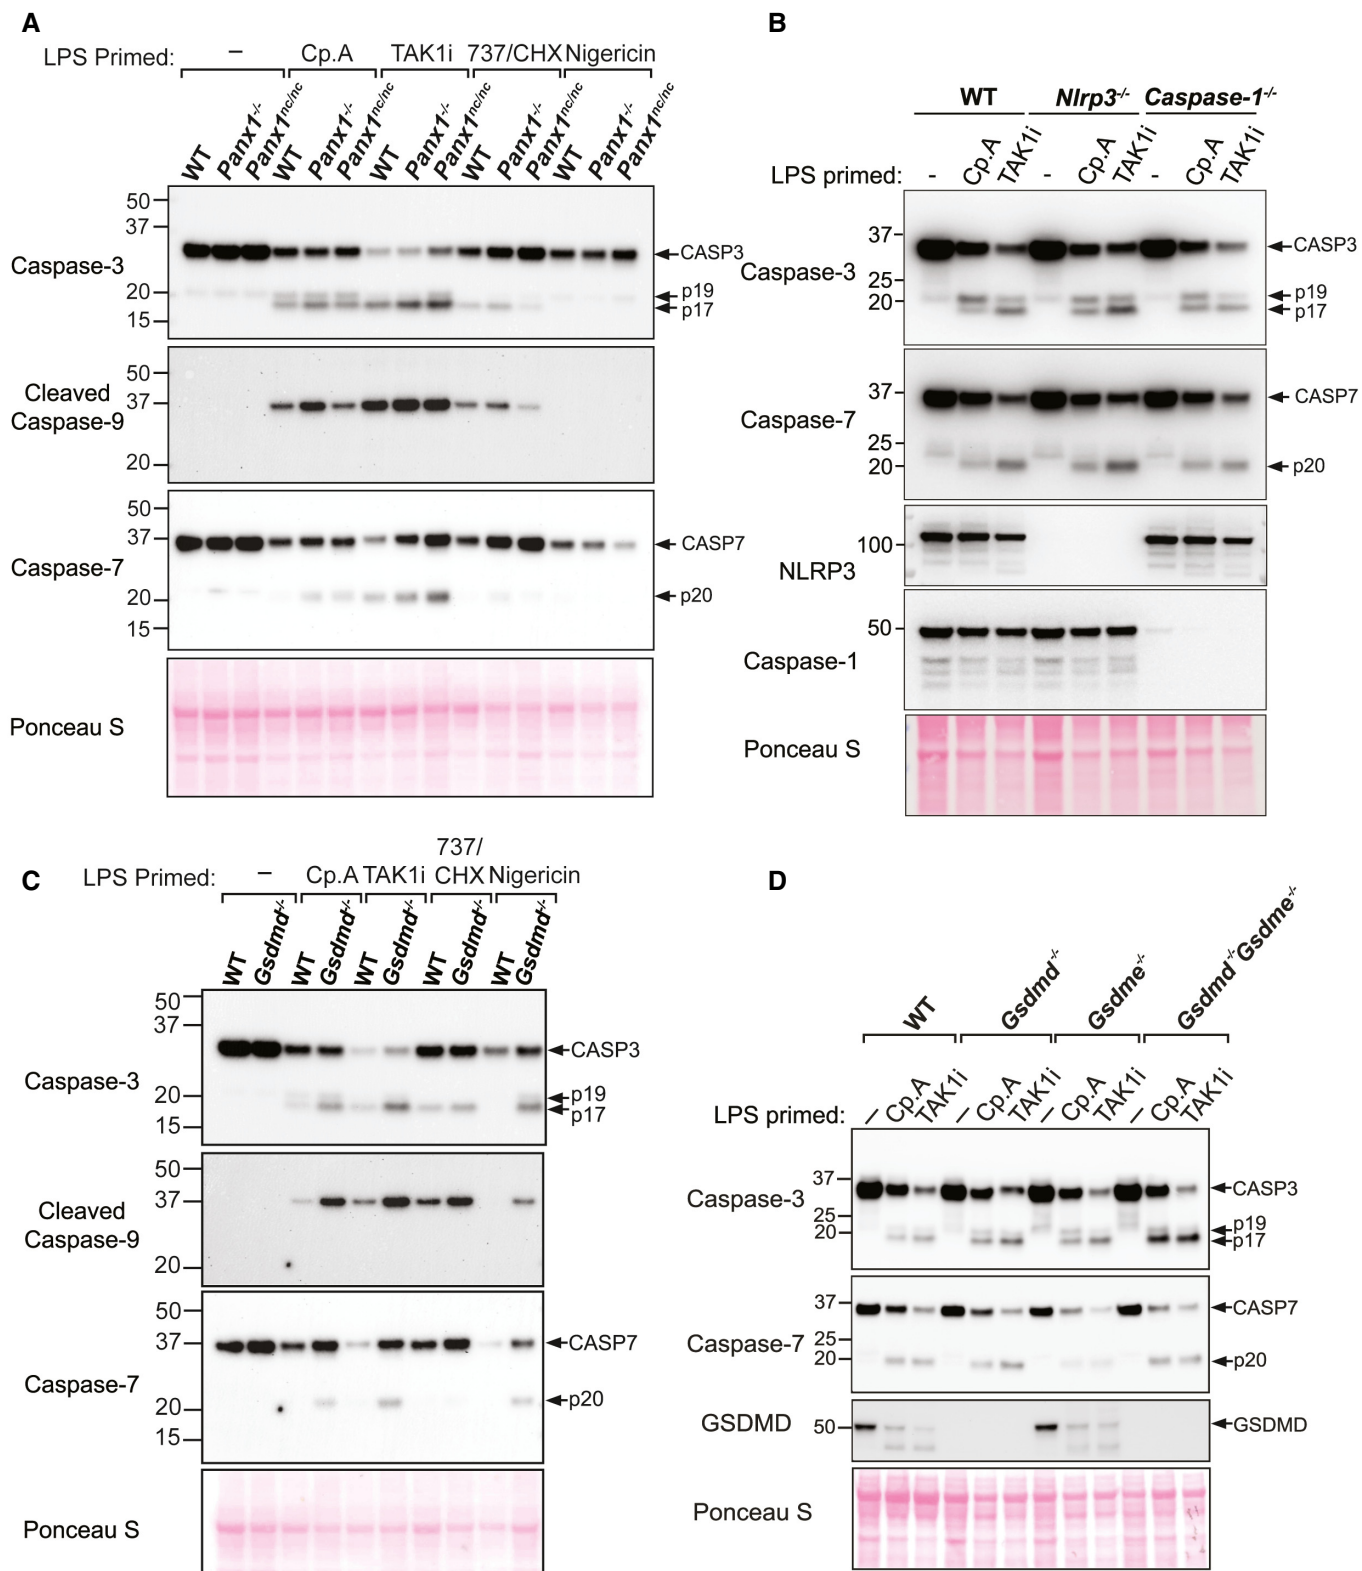 A
LPS Primed: – Cp.A TAK1i 737/CHX Nigericin
WT Panx1-/- Panx1nc/nc WT Panx1-/- Panx1nc/nc WT Panx1-/- Panx1nc/nc WT Panx1-/- Panx1nc/nc WT Panx1-/- Panx1nc/nc
Caspase-3
50
37
20
15
CASP3
p19
p17
Cleaved
Caspase-9
50
37
20
Caspase-7
50
37
20
15
CASP7
p20
Ponceau S
B
WT Nlrp3-/- Caspase-1-/-
LPS primed: - Cp.A TAK1i - Cp.A TAK1i - Cp.A TAK1i
Caspase-3
37
25
20
CASP3
p19
p17
Caspase-7
37
25
20
CASP7
p20
NLRP3
100
Caspase-1
50
Ponceau S
C
LPS Primed: – Cp.A TAK1i 737/
CHX Nigericin
WT Gsdmd-/- WT Gsdmd-/- WT Gsdmd-/- WT Gsdmd-/- WT Gsdmd-/-
Caspase-3
50
37
20
15
CASP3
p19
p17
Cleaved
Caspase-9
50
37
20
Caspase-7
50
37
20
15
CASP7
p20
Ponceau S
D
WT Gsdmd-/- Gsdme-/- Gsdmd-/-Gsdme-/-
LPS primed: – Cp.A TAK1i – Cp.A TAK1i – Cp.A TAK1i – Cp.A TAK1i
Caspase-3
37
25
20
CASP3
p19
p17
Caspase-7
37
25
20
CASP7
p20
GSDMD
50
GSDMD
Ponceau S